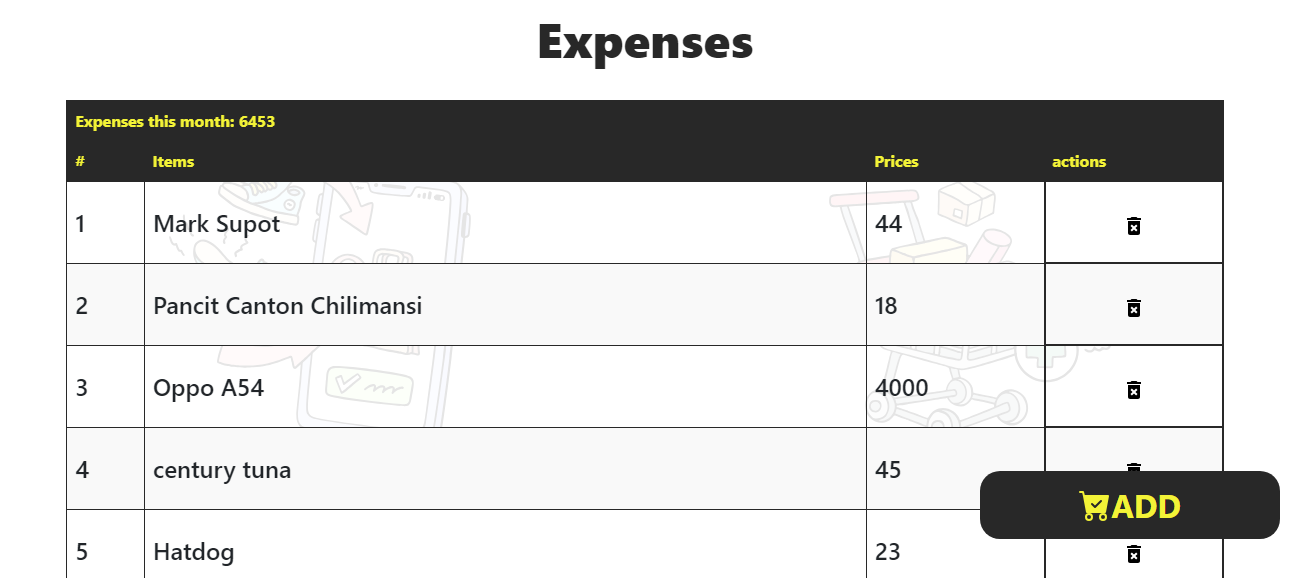 Expenses
Expenses this month: 6453
# Items Prices actions
1 Mark Supot 44
2 Pancit Canton Chilimansi 18
3 Oppo A54 4000
4 century tuna 45
ADD
5 Hatdog 23